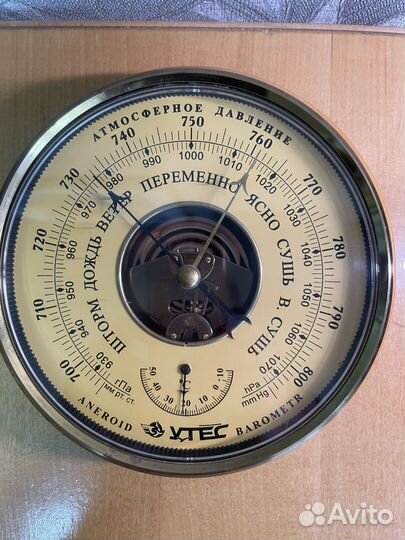 АТМОСФЕРНОЕ ДАВЛЕНИЕ
700 710 720 730 740 750 760 770 780 790 800
930 940 950 960 970 980 990 1000 1010 1020 1030 1040 1050 1060 1070
ШТОРМ ДОЖДЬ ВЕТЕР ПЕРЕМЕННО ЯСНО СУШЬ В СУШЬ
гПа
мм рт. ст.
hPa
mmHg
50 40 30 20 10 0 -10
°C
ANEROID УТЕС BAROMETR
Avito